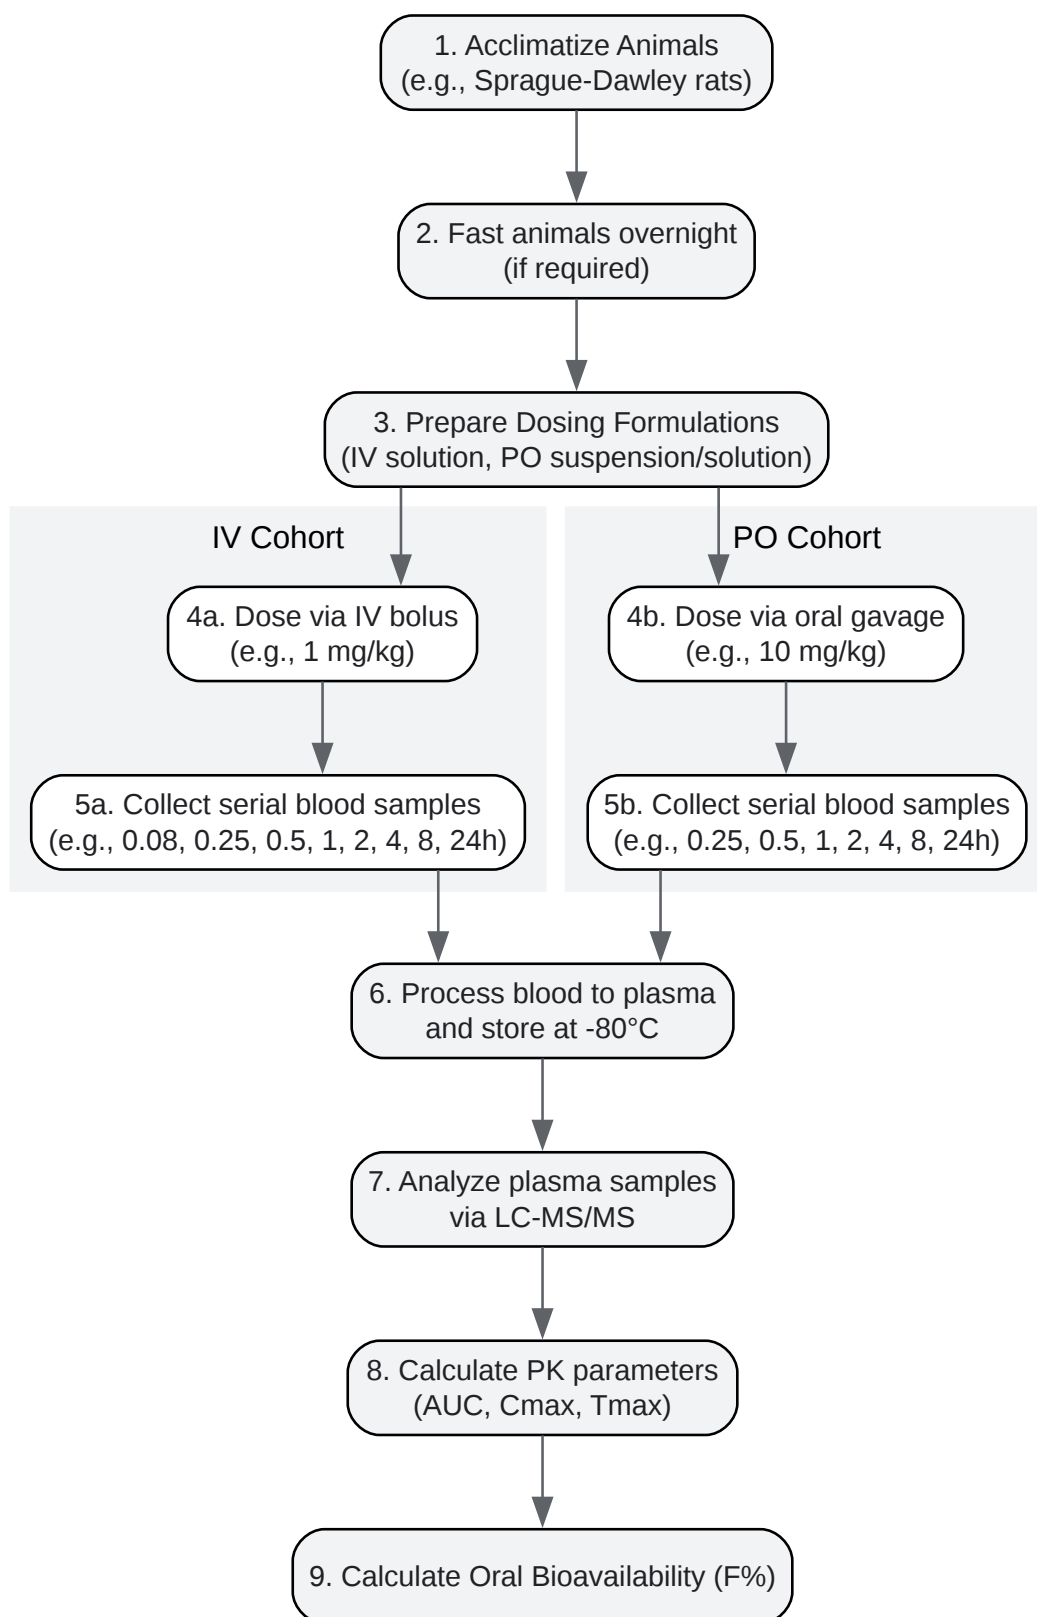 1. Acclimatize Animals
(e.g., Sprague-Dawley rats)
2. Fast animals overnight
(if required)
3. Prepare Dosing Formulations
(IV solution, PO suspension/solution)
IV Cohort
4a. Dose via IV bolus
(e.g., 1 mg/kg)
5a. Collect serial blood samples
(e.g., 0.08, 0.25, 0.5, 1, 2, 4, 8, 24h)
PO Cohort
4b. Dose via oral gavage
(e.g., 10 mg/kg)
5b. Collect serial blood samples
(e.g., 0.25, 0.5, 1, 2, 4, 8, 24h)
6. Process blood to plasma
and store at -80°C
7. Analyze plasma samples
via LC-MS/MS
8. Calculate PK parameters
(AUC, Cmax, Tmax)
9. Calculate Oral Bioavailability (F%)